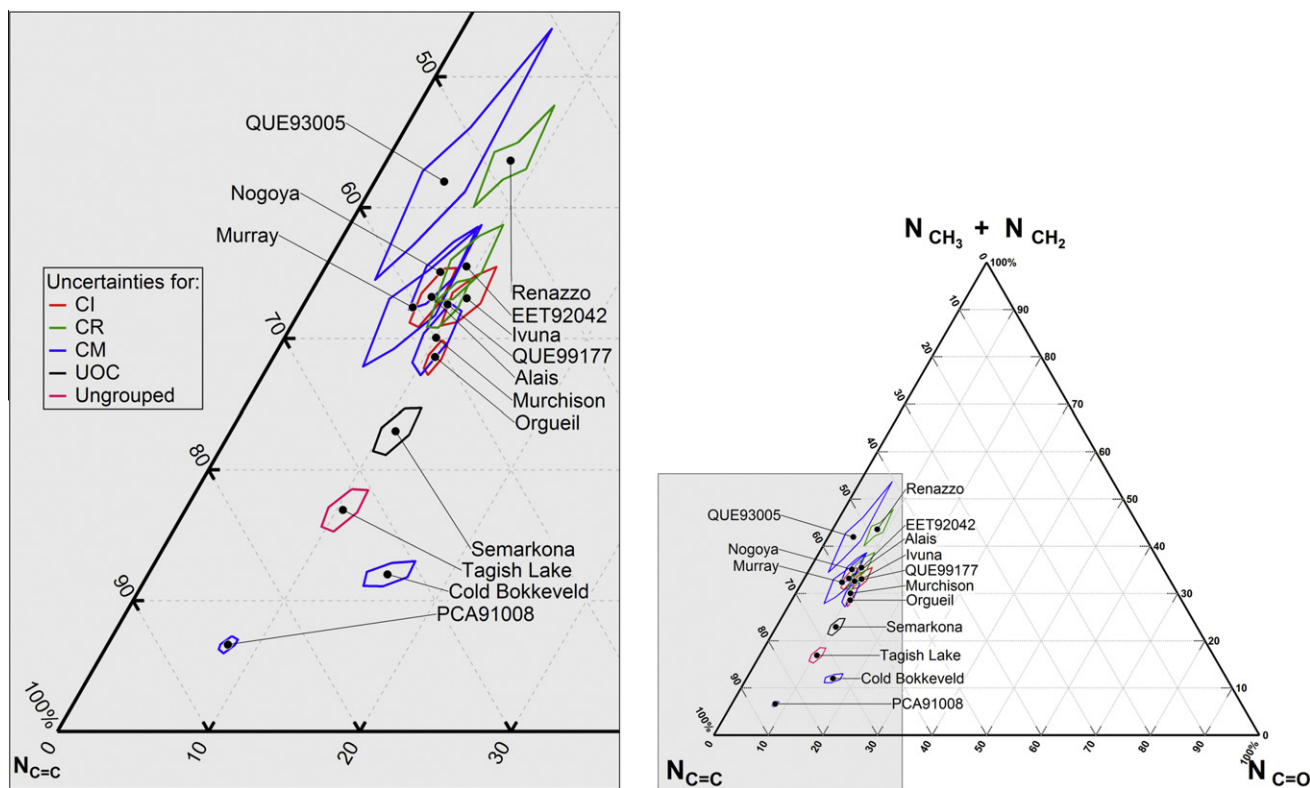 50
QUE93005
60
Nogoya
Murray
Uncertainties for:
CI
CR
CM
UOC
Ungrouped
70
Renazzo
EET92042
Ivuna
QUE99177
Alais
Murchison
Orgueil
80
Semarkona
Tagish Lake
Cold Bokkeveld
PCA91008
90
100%
0
10
20
30
N C=C
N CH3 + N CH2
0 100%
10 90
20 80
30 70
40 60
50 50
Renazzo
QUE93005
60 40
EET92042
Alais
Nogoya
Ivuna
Murray
QUE99177
70 30
Murchison
Orgueil
Semarkona
80 20
Tagish Lake
Cold Bokkeveld
90 10
PCA91008
100% 0
0 10 20 30 40 50 60 70 80 90 100%
N C=C
N C=O